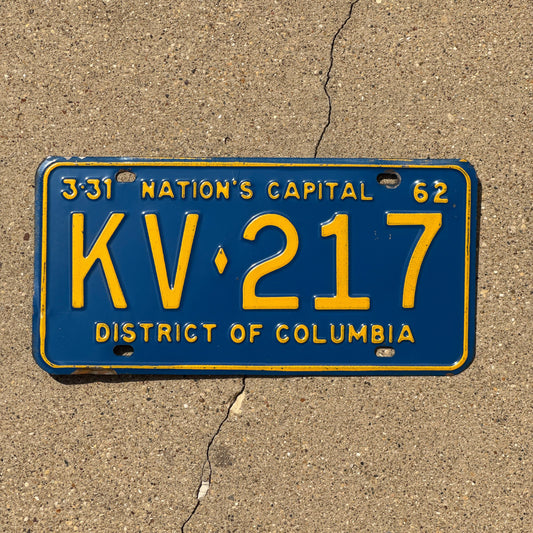 3·31 NATION'S CAPITAL 62
KV♦217
DISTRICT OF COLUMBIA